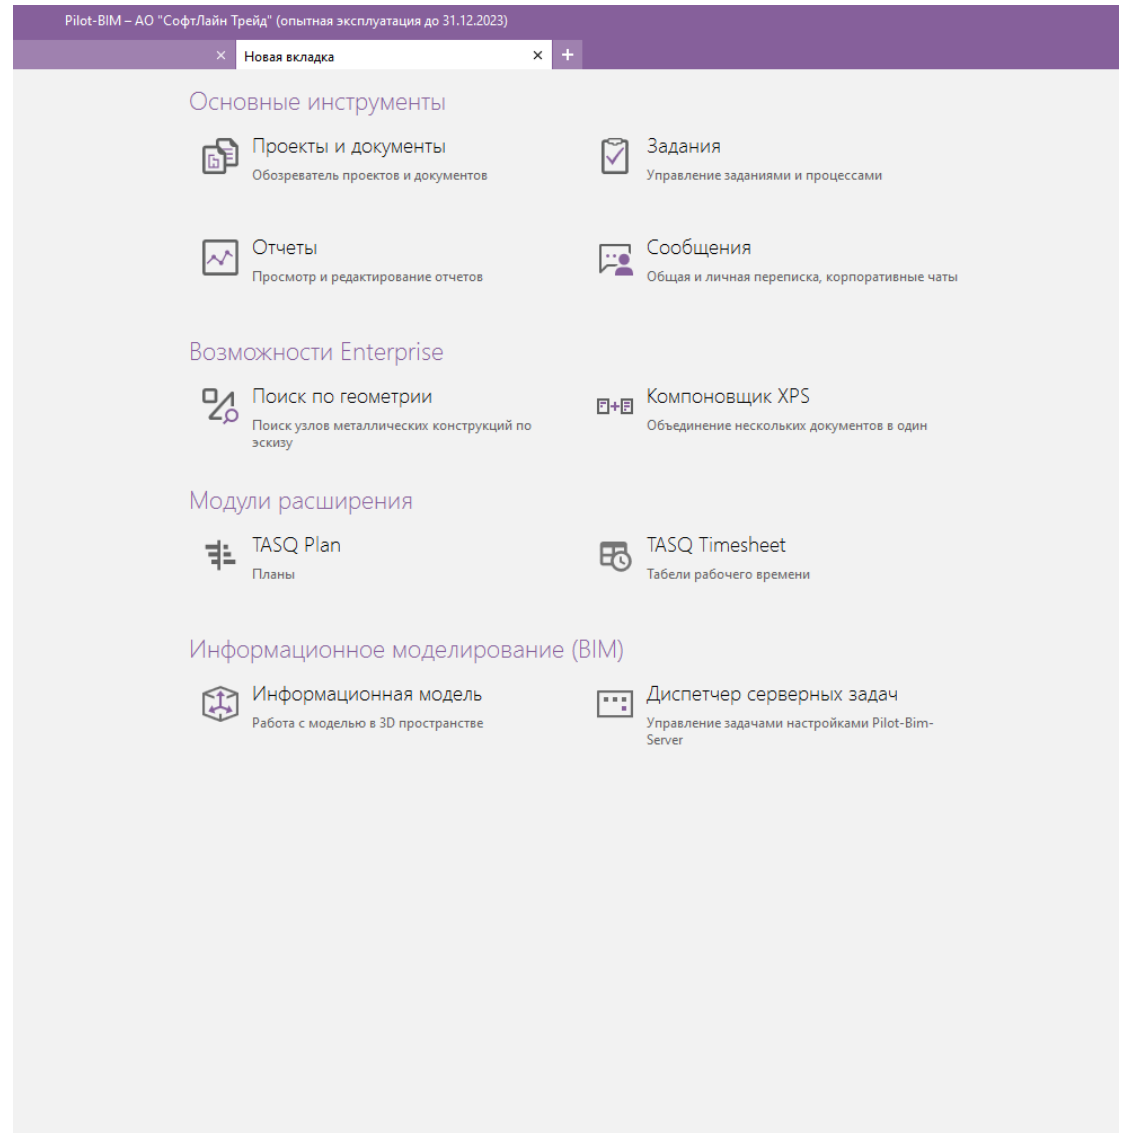 Pilot-BIM – АО "СофтЛайн Трейд" (опытная эксплуатация до 31.12.2023)
Новая вкладка
Основные инструменты
Проекты и документы
Обозреватель проектов и документов
Задания
Управление заданиями и процессами
Отчеты
Просмотр и редактирование отчетов
Сообщения
Общая и личная переписка, корпоративные чаты
Возможности Enterprise
Поиск по геометрии
Поиск узлов металлических конструкций по
эскизу
Компоновщик XPS
Объединение нескольких документов в один
Модули расширения
TASQ Plan
Планы
TASQ Timesheet
Табели рабочего времени
Информационное моделирование (BIM)
Информационная модель
Работа с моделью в 3D пространстве
Диспетчер серверных задач
Управление задачами настройками Pilot-Bim-
Server